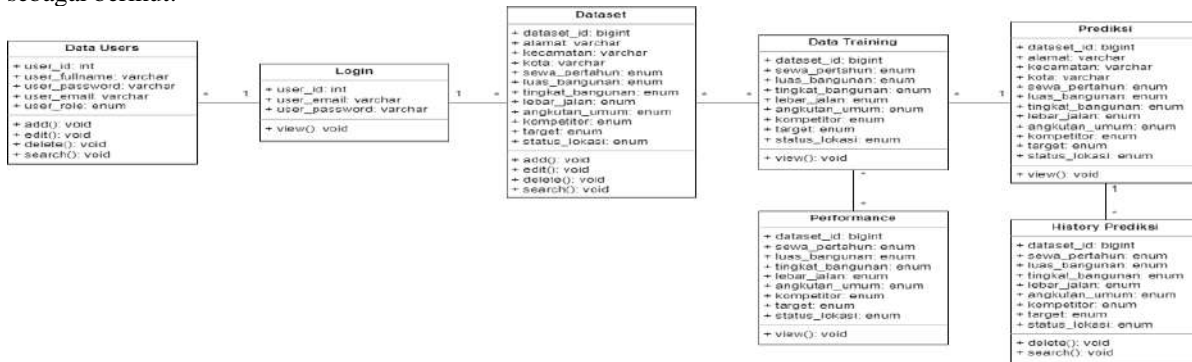 sebagai berikut:
Data Users
+ user_id: int
+ user_fullname: varchar
+ user_password: varchar
+ user_email: varchar
+ user_role: enum
+ add(): void
+ edit(): void
+ delete(): void
+ search(): void
* 1
Login
+ user_id: int
+ user_email: varchar
+ user_password: varchar
+ view() void
1 *
Dataset
+ dataset_id: bigint
+ alamat: varchar
+ kecamatan: varchar
+ kota: varchar
+ sewa_pertahun: enum
+ luas_bangunan: enum
+ tingkat_bangunan: enum
+ lebar_jalan: enum
+ angkutan_umum: enum
+ kompetitor: enum
+ target: enum
+ status_lokasi: enum
+ add(): void
+ edit(): void
+ delete(): void
+ search(): void
* *
Data Training
+ dataset_id: bigint
+ sewa_pertahun: enum
+ luas_bangunan: enum
+ tingkat_bangunan: enum
+ lebar_jalan: enum
+ angkutan_umum: enum
+ kompetitor: enum
+ target: enum
+ status_lokasi: enum
+ view(): void
* 1
Prediksi
+ dataset_id: bigint
+ alamat: varchar
+ kecamatan: varchar
+ kota: varchar
+ sewa_pertahun: enum
+ luas_bangunan: enum
+ tingkat_bangunan: enum
+ lebar_jalan: enum
+ angkutan_umum: enum
+ kompetitor: enum
+ target: enum
+ status_lokasi: enum
+ view(): void
*
*
Performance
+ dataset_id: bigint
+ sewa_pertahun: enum
+ luas_bangunan: enum
+ tingkat_bangunan: enum
+ lebar_jalan: enum
+ angkutan_umum: enum
+ kompetitor: enum
+ target: enum
+ status_lokasi: enum
+ view(): void
1
*
History Prediksi
+ dataset_id: bigint
+ sewa_pertahun: enum
+ luas_bangunan: enum
+ tingkat_bangunan: enum
+ lebar_jalan: enum
+ angkutan_umum: enum
+ kompetitor: enum
+ target: enum
+ status_lokasi: enum
+ delete(): void
+ search(): void